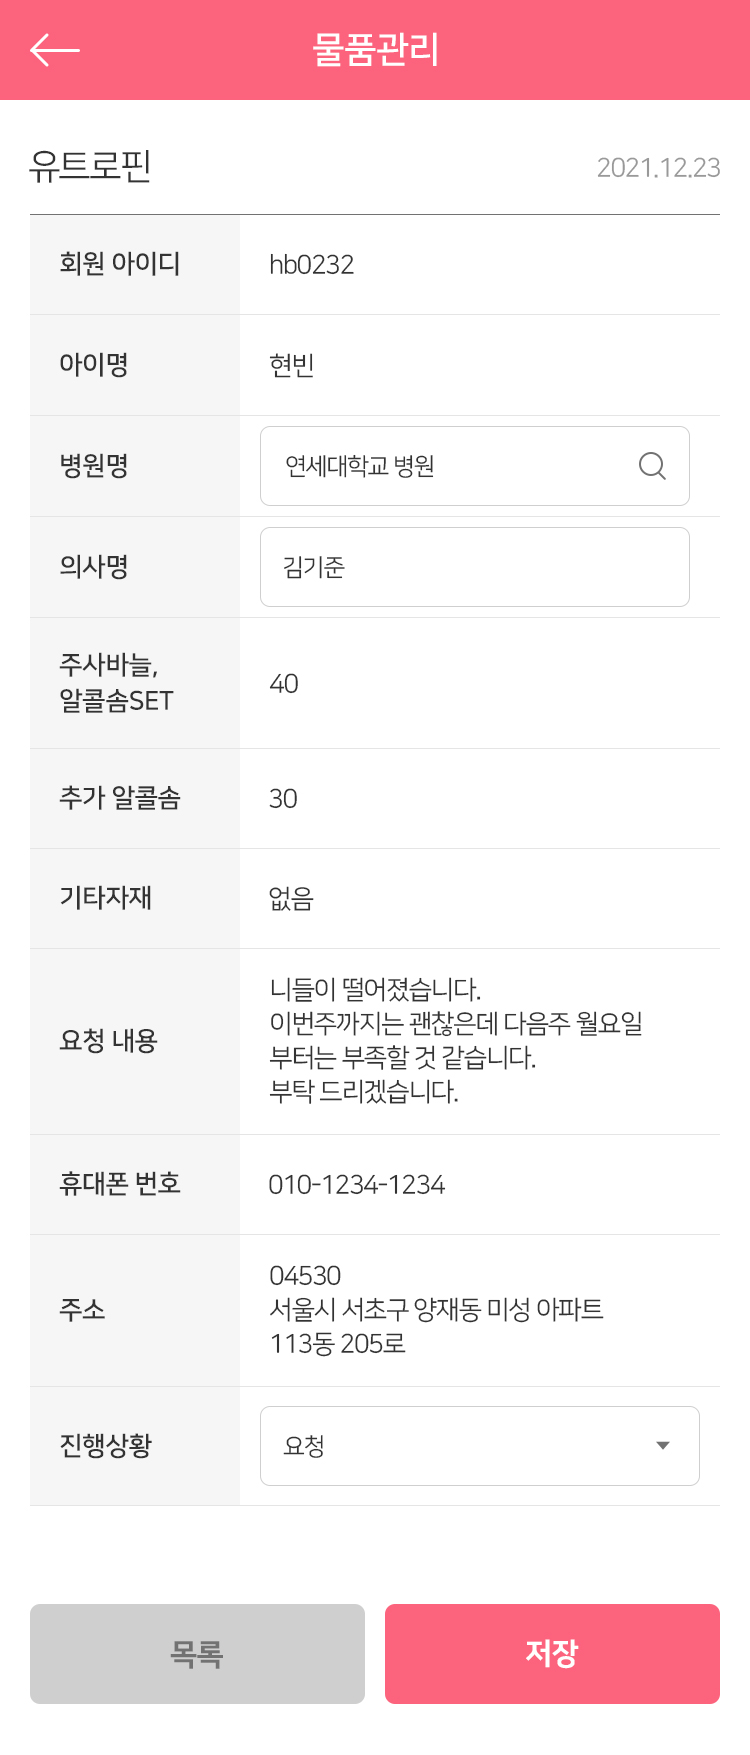 물품관리
유트로핀 2021.12.23
회원 아이디 hb0232
아이명 현빈
병원명 연세대학교 병원
의사명 김기준
주사바늘,
알콜솜SET 40
추가 알콜솜 30
기타자재 없음
요청 내용
니들이 떨어졌습니다.
이번주까지는 괜찮은데 다음주 월요일
부터는 부족할 것 같습니다.
부탁 드리겠습니다.
휴대폰 번호 010-1234-1234
주소
04530
서울시 서초구 양재동 미성 아파트
113동 205로
진행상황 요청
목록 저장